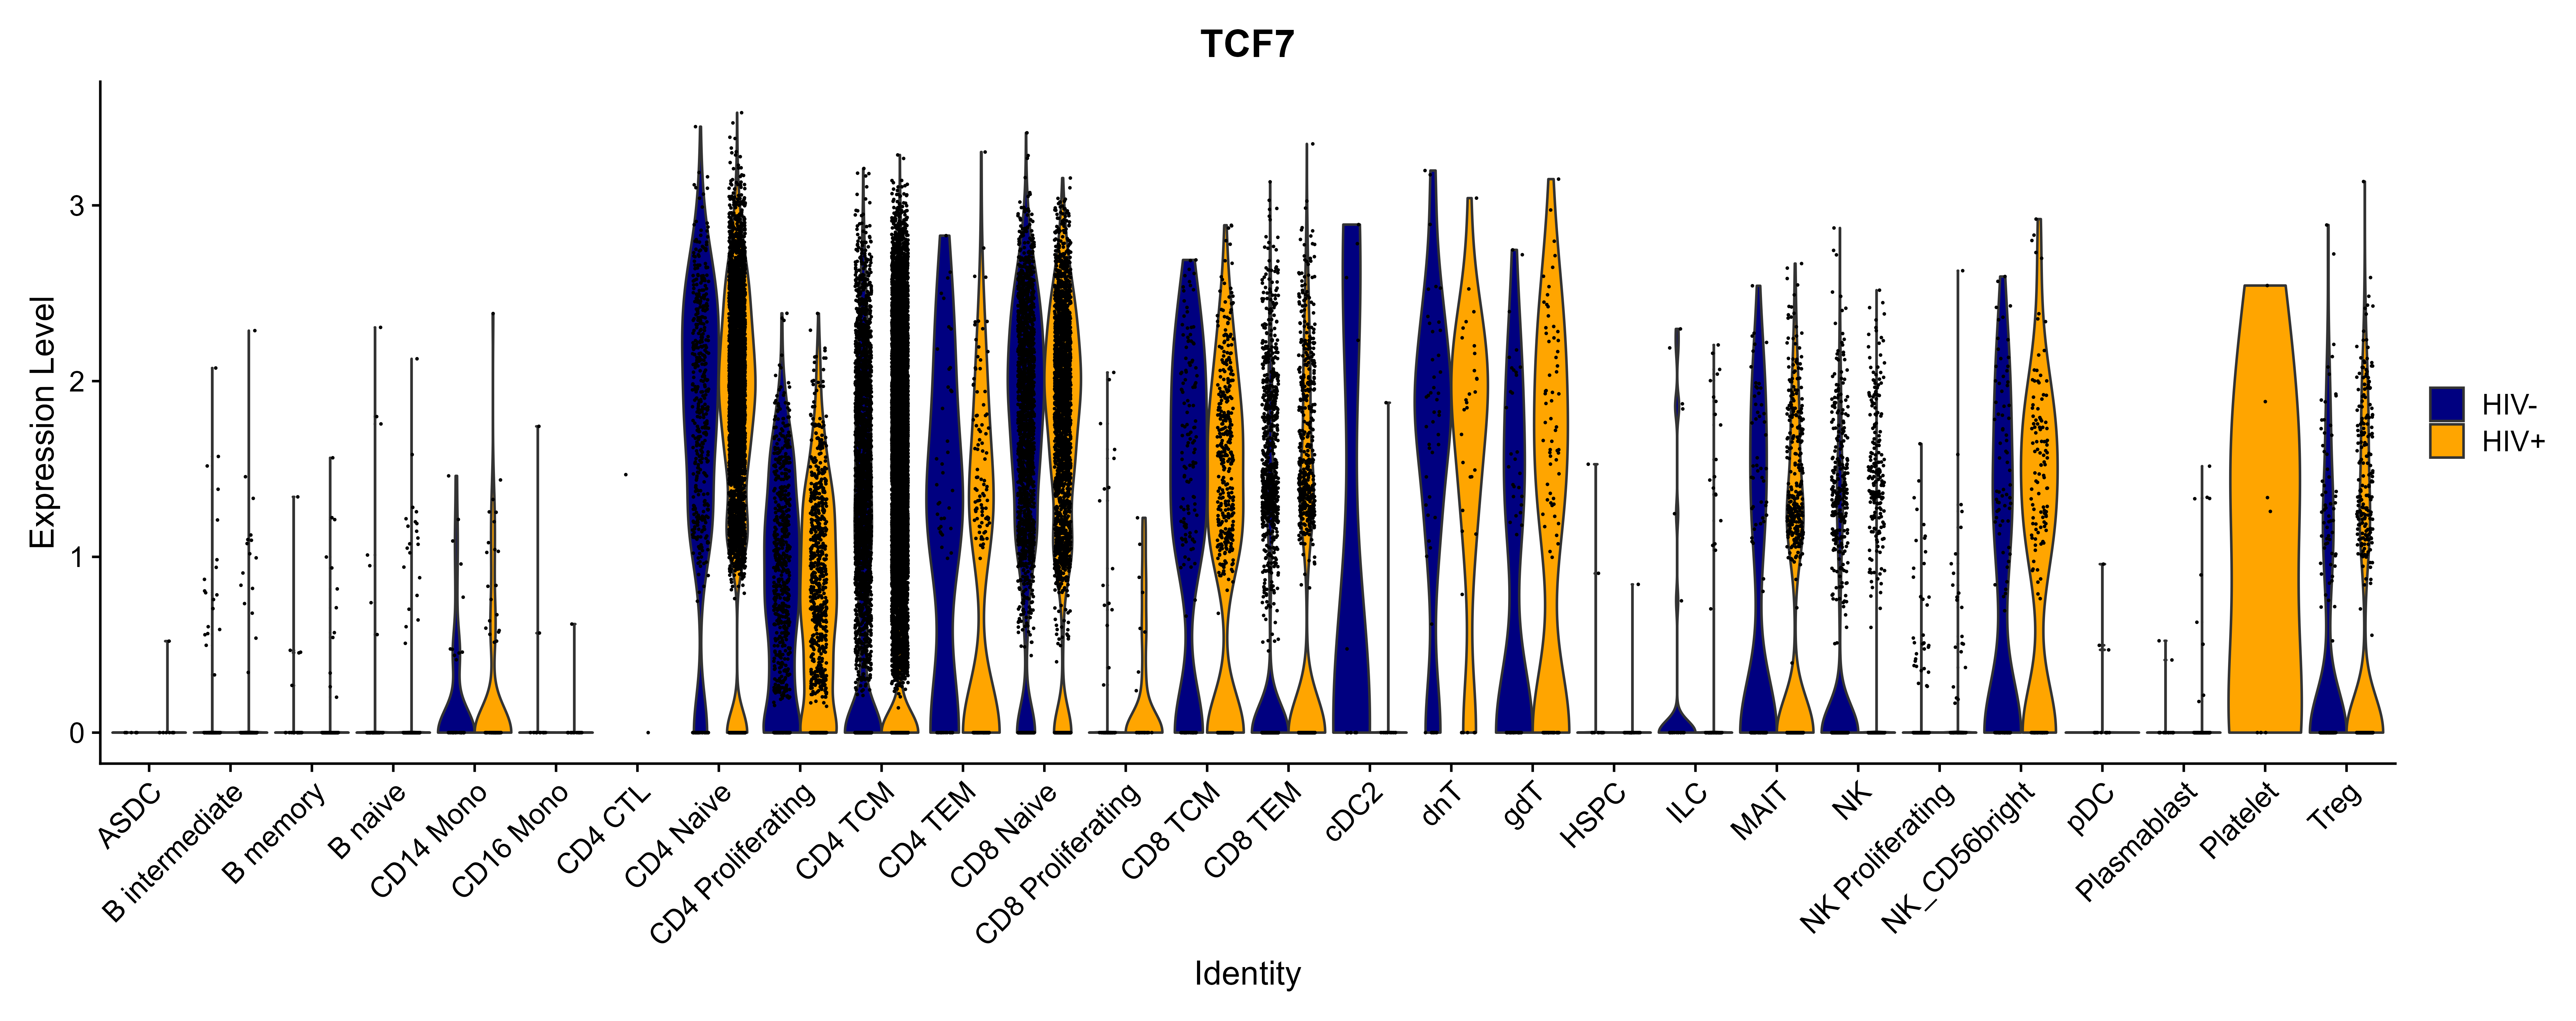 TCF7
Expression Level
3
2
1
0
HIV-
HIV+
ASDC
B intermediate
B memory
B naive
CD14 Mono
CD16 Mono
CD4 CTL
CD4 Naive
CD4 Proliferating
CD4 TCM
CD4 TEM
CD8 Naive
CD8 Proliferating
CD8 TCM
CD8 TEM
cDC2
dnT
gdT
HSPC
ILC
MAIT
NK
NK Proliferating
NK_CD56bright
pDC
Plasmablast
Platelet
Treg
Identity